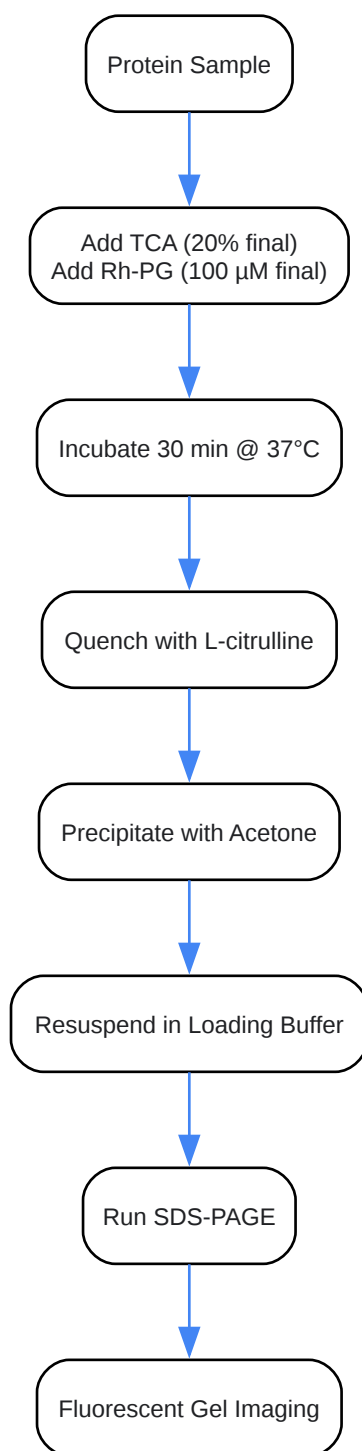 Protein Sample
Add TCA (20% final)
Add Rh-PG (100 µM final)
Incubate 30 min @ 37°C
Quench with L-citrulline
Precipitate with Acetone
Resuspend in Loading Buffer
Run SDS-PAGE
Fluorescent Gel Imaging